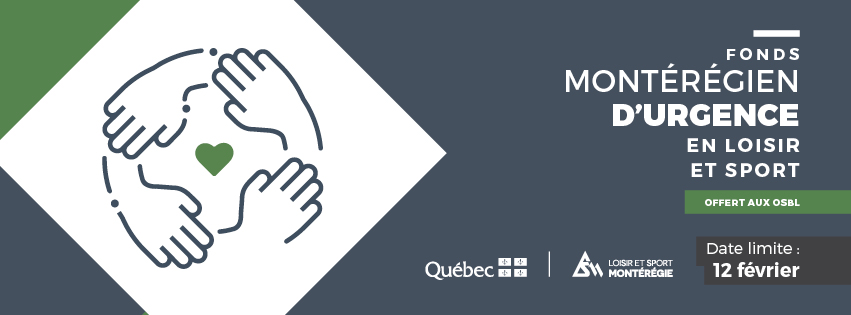 FONDS
MONTÉRÉGIEN
D'URGENCE
EN LOISIR
ET SPORT
OFFERT AUX OSBL
Date limite :
12 février
Québec
LOISIR ET SPORT
MONTÉRÉGIE